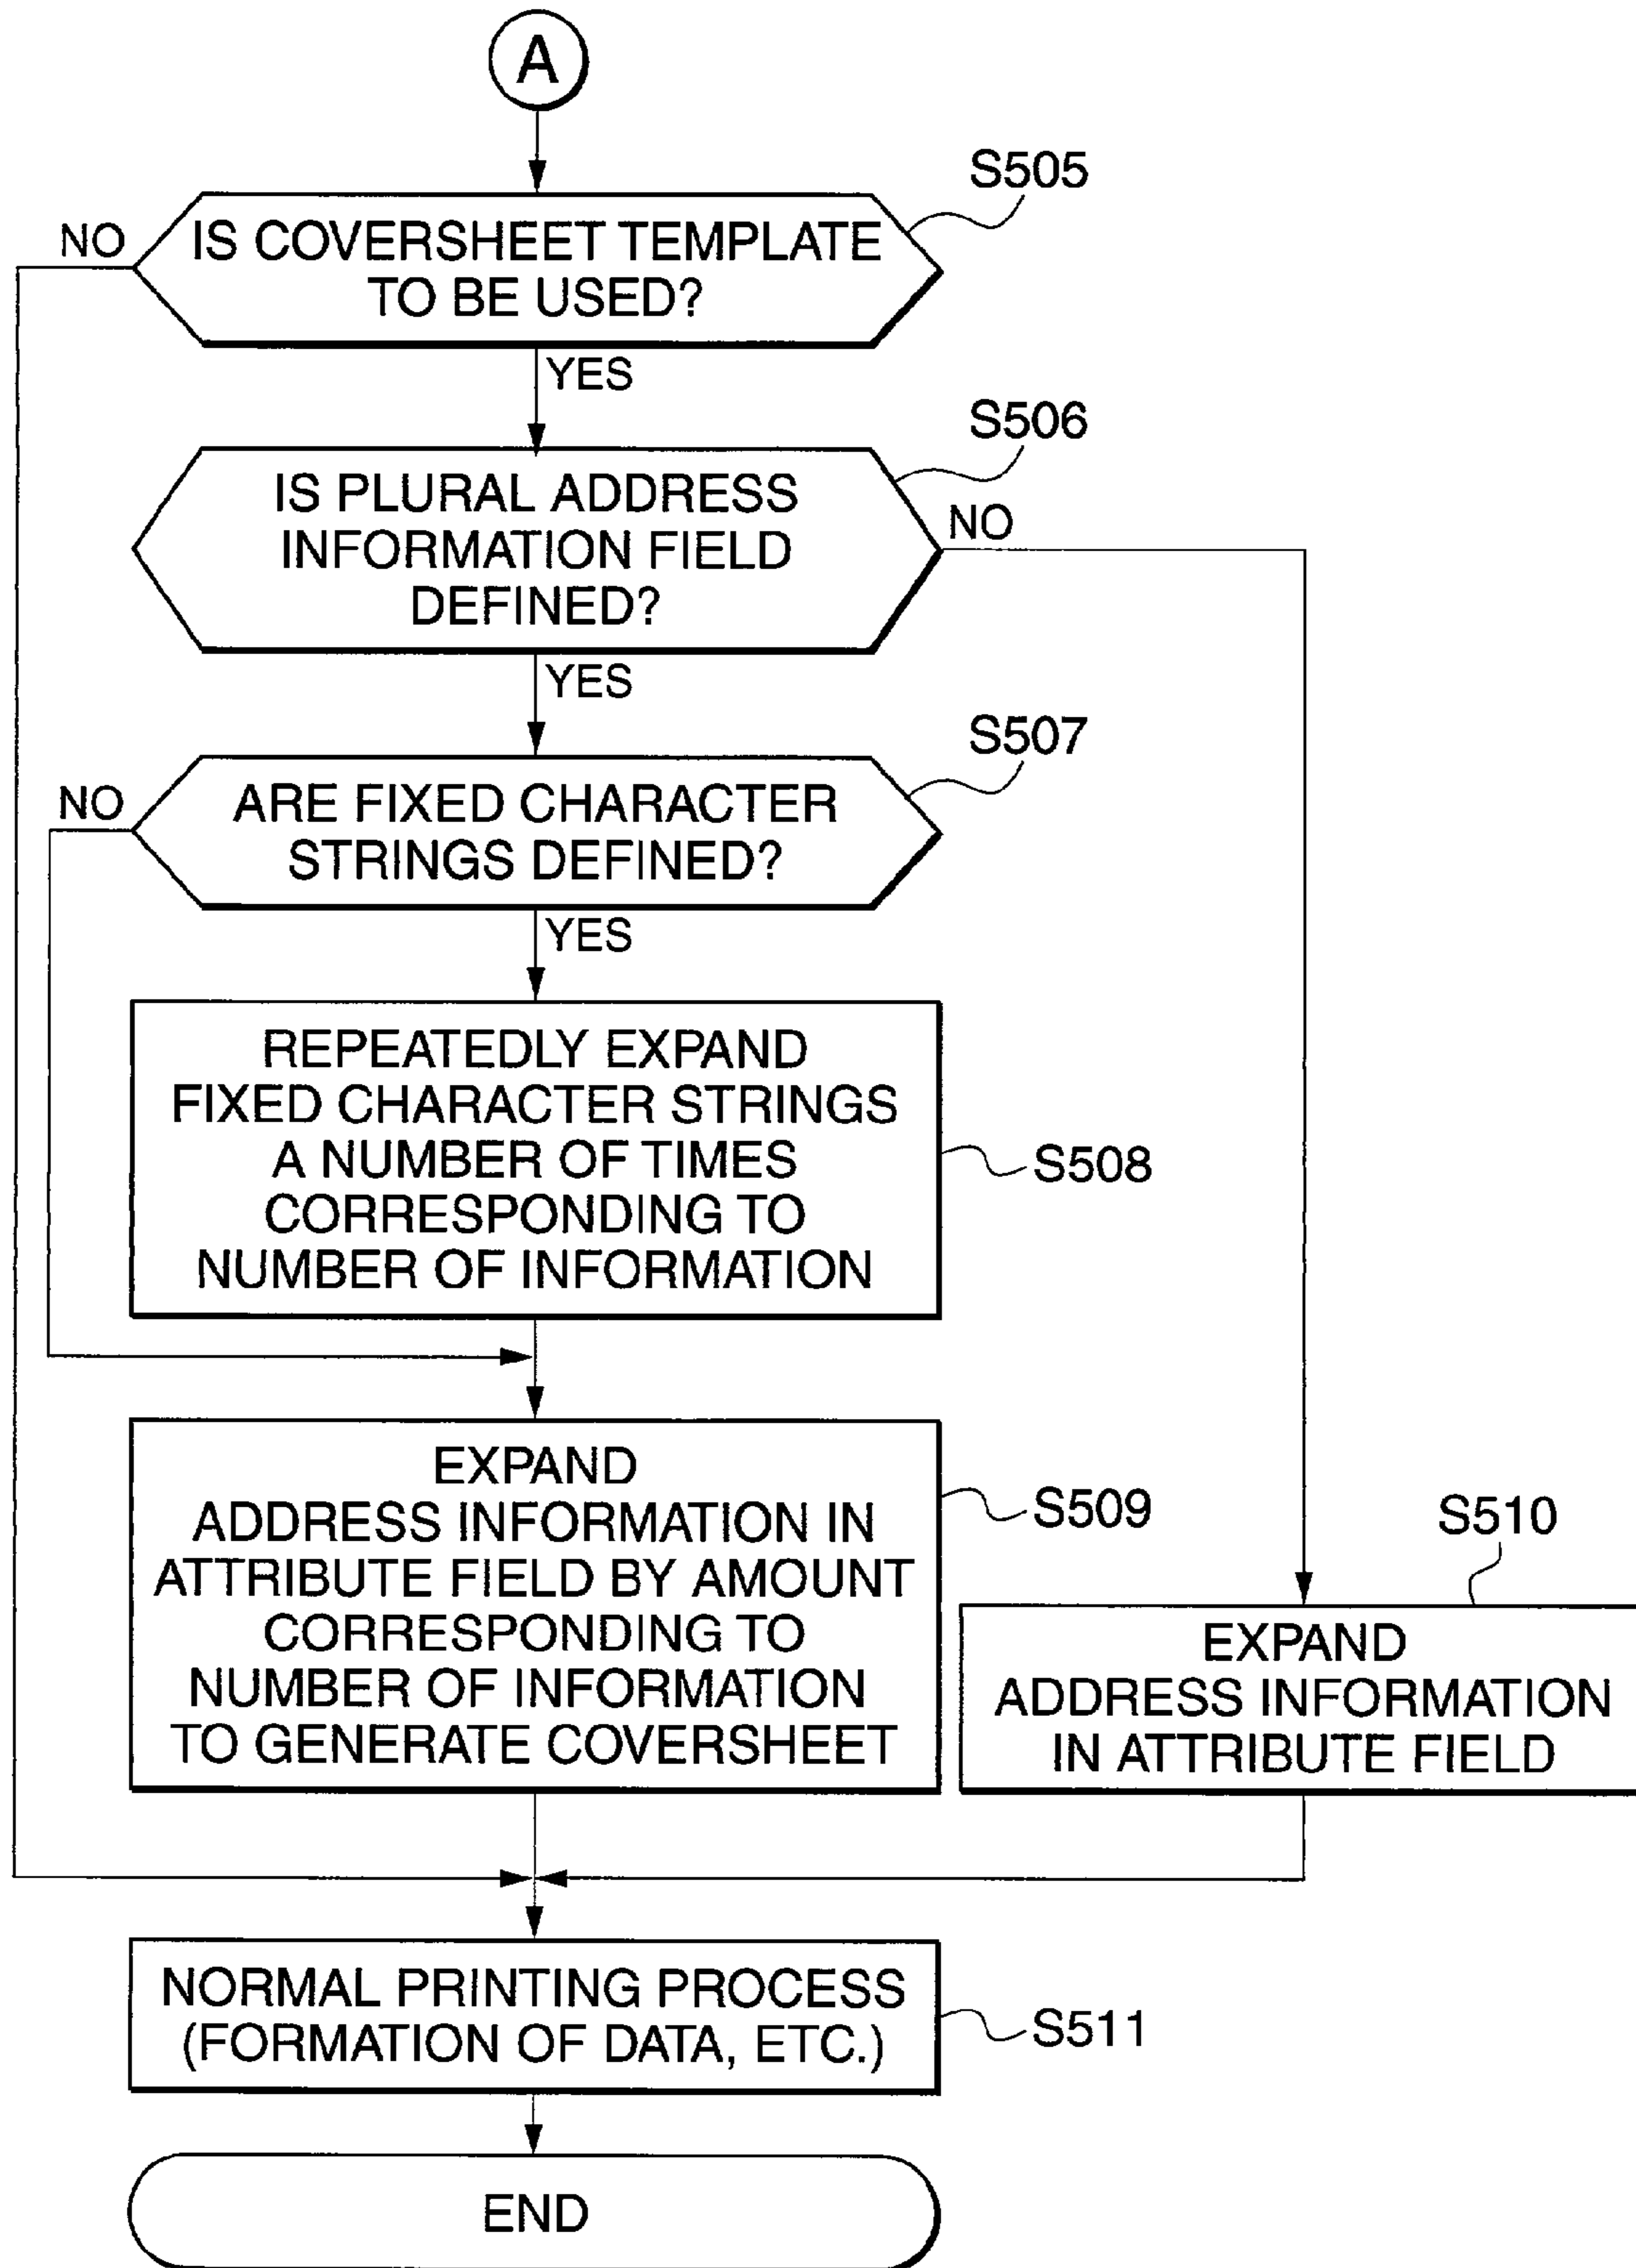 A
S505
NO
IS COVERSHEET TEMPLATE
TO BE USED?
YES
S506
IS PLURAL ADDRESS
INFORMATION FIELD
DEFINED?
NO
YES
S507
NO
ARE FIXED CHARACTER
STRINGS DEFINED?
YES
REPEATEDLY EXPAND
FIXED CHARACTER STRINGS
A NUMBER OF TIMES
CORRESPONDING TO
NUMBER OF INFORMATION
S508
EXPAND
ADDRESS INFORMATION IN
ATTRIBUTE FIELD BY AMOUNT
CORRESPONDING TO
NUMBER OF INFORMATION
TO GENERATE COVERSHEET
S509
S510
EXPAND
ADDRESS INFORMATION
IN ATTRIBUTE FIELD
NORMAL PRINTING PROCESS
(FORMATION OF DATA, ETC.)
S511
END